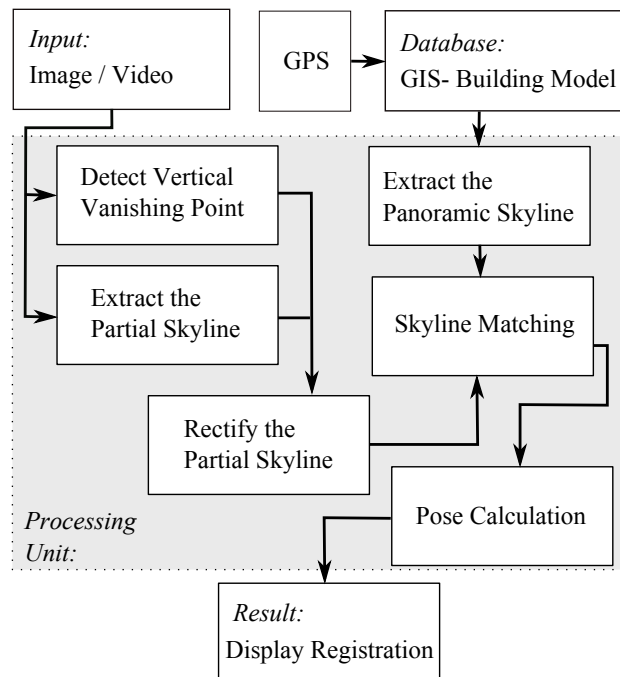 Input:
Image / Video
GPS
Database:
GIS- Building Model
Detect Vertical
Vanishing Point
Extract the
Panoramic Skyline
Extract the
Partial Skyline
Skyline Matching
Rectify the
Partial Skyline
Pose Calculation
Processing
Unit:
Result:
Display Registration